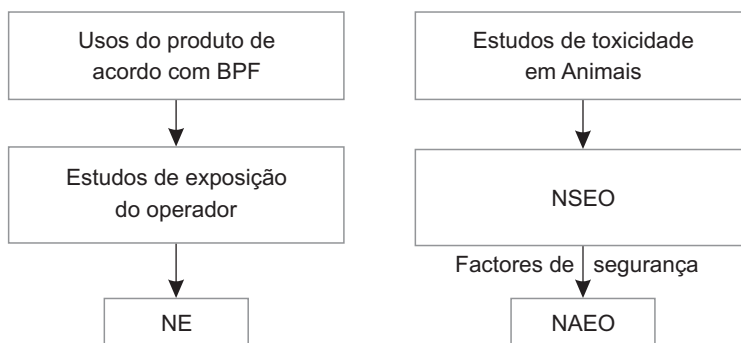 Usos do produto de
acordo com BPF
Estudos de exposição
do operador
NE
Estudos de toxicidade
em Animais
NSEO
Factores de segurança
NAEO